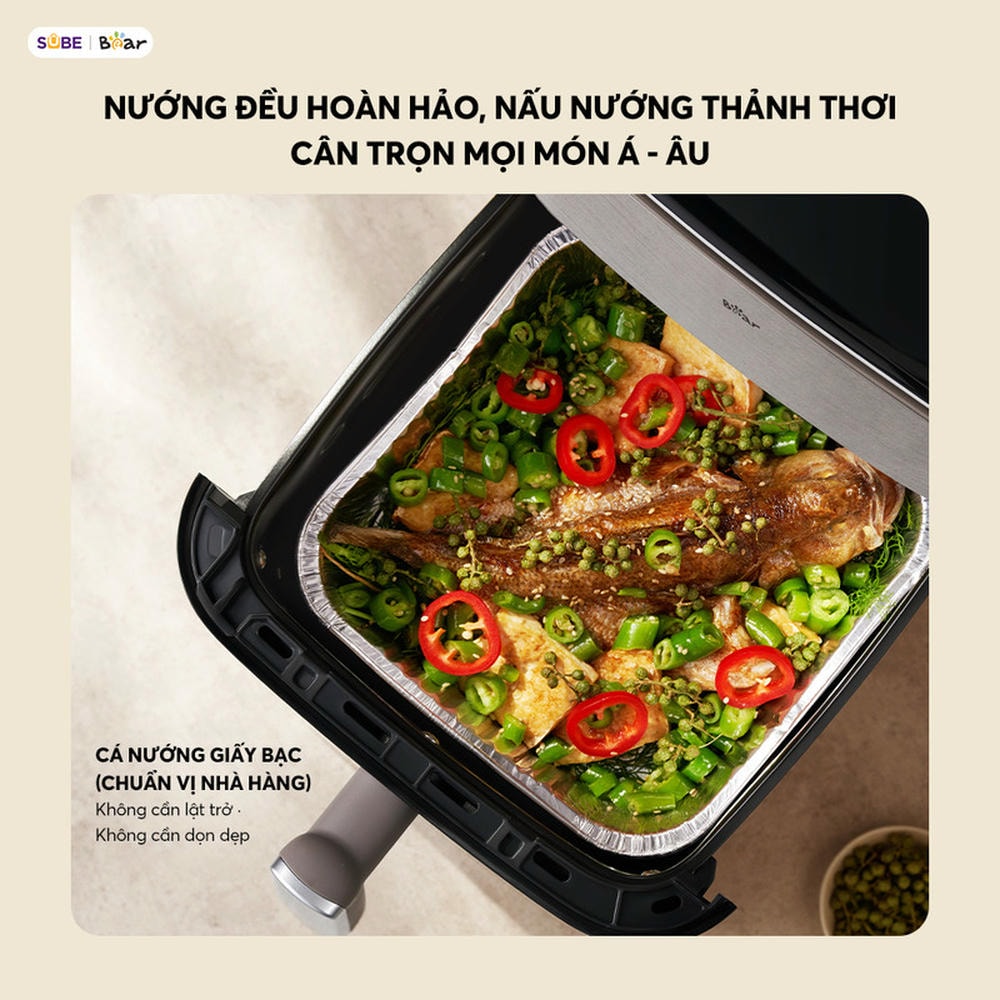 SUBE | Bear
NƯỚNG ĐỀU HOÀN HẢO, NẤU NƯỚNG THẢNH THƠI
CÂN TRỌN MỌI MÓN Á - ÂU
Bear
CÁ NƯỚNG GIẤY BẠC
(CHUẨN VỊ NHÀ HÀNG)
Không cần lật trở ·
Không cần dọn dẹp